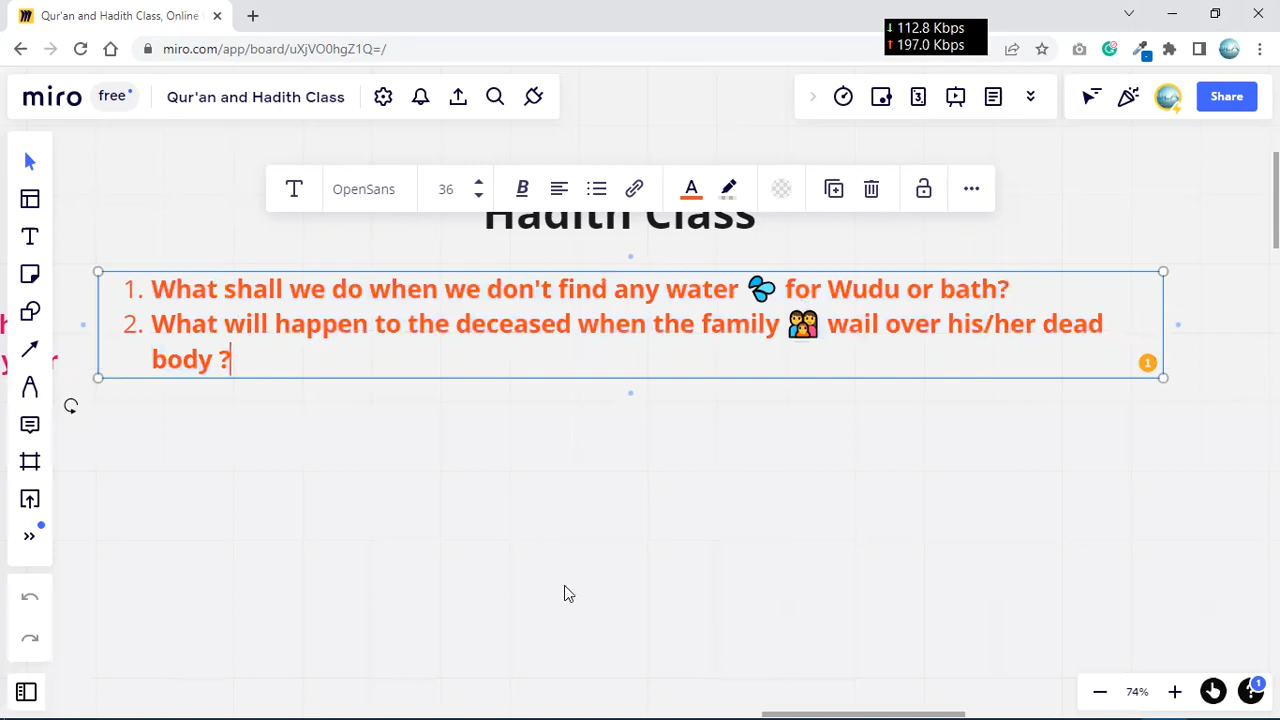 Qur'an and Hadith Class, Online
miro.com/app/board/uXjVO0hgZ1Q=/
↓ 112.8 Kbps
↑ 197.0 Kbps
miro free Qur'an and Hadith Class
Share
OpenSans 36
Hadith Class
1. What shall we do when we don't find any water 💦 for Wudu or bath?
2. What will happen to the deceased when the family 👨‍👩‍👧 wail over his/her dead
body ?
1
74%
1